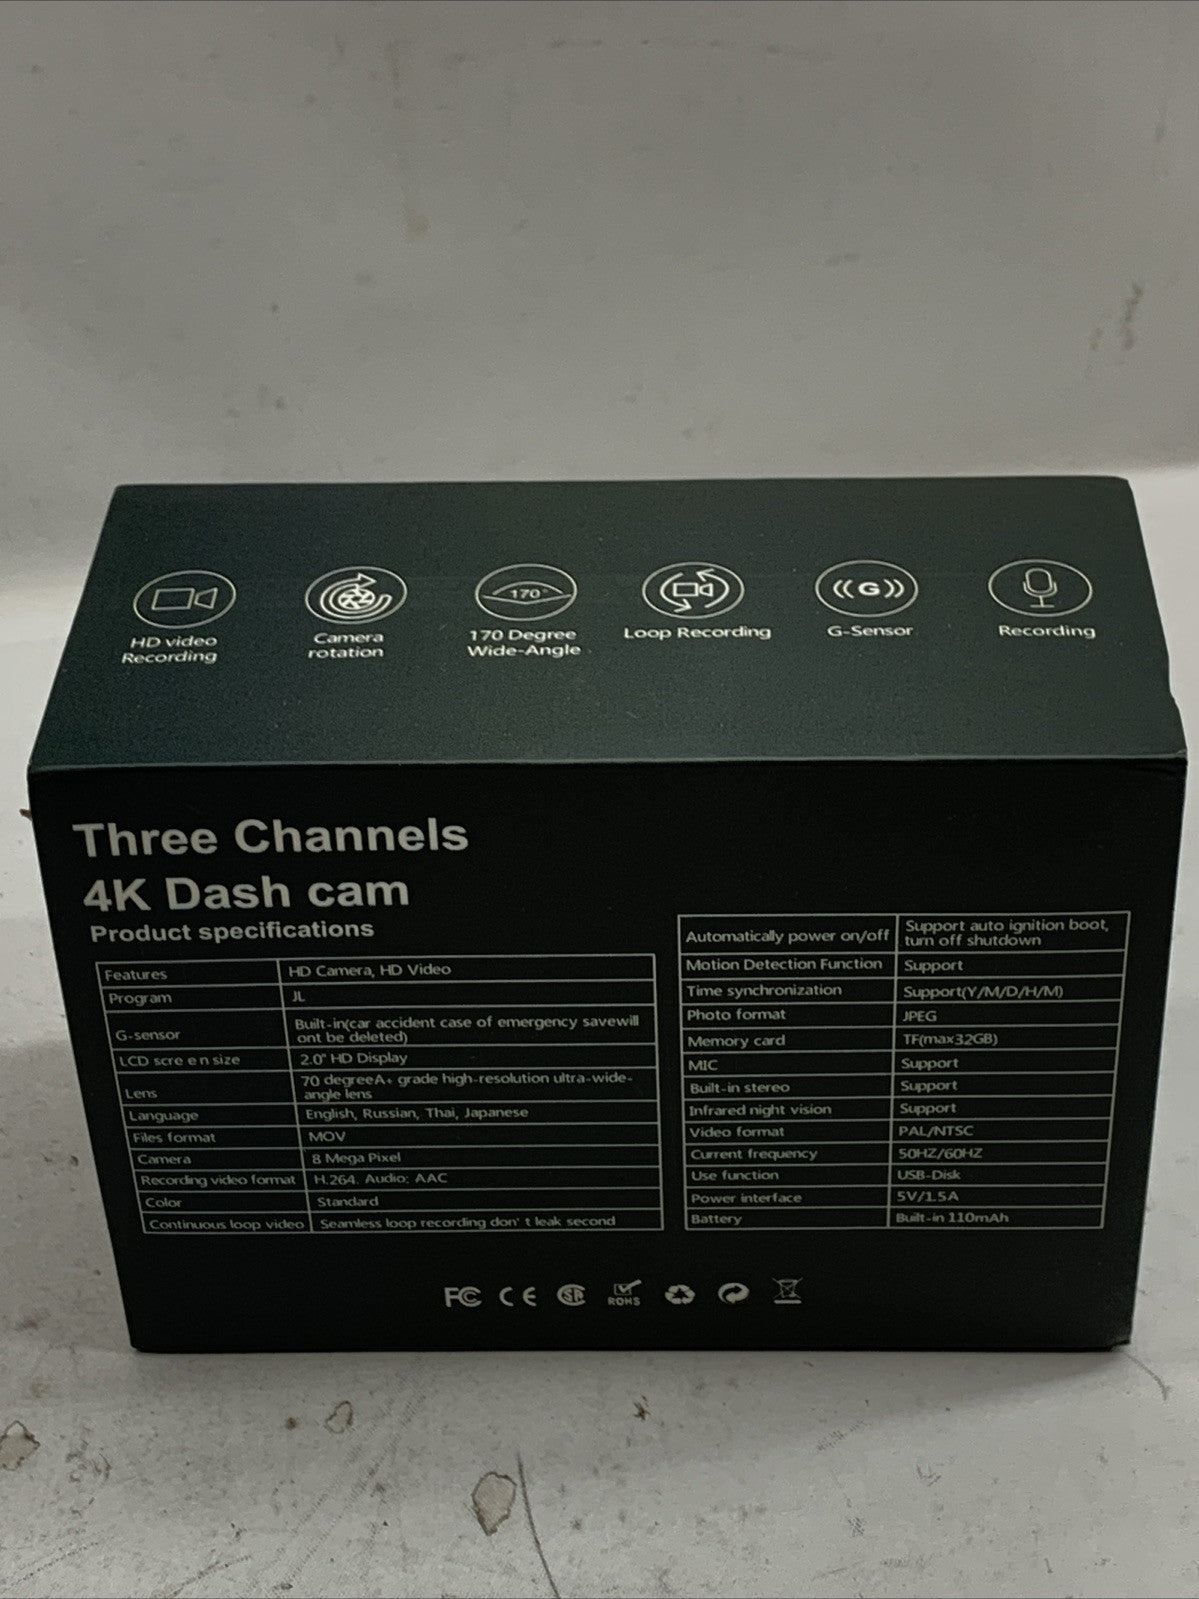 170°
((G))
HD video
Recording
Camera
rotation
170 Degree
Wide-Angle
Loop Recording
G-Sensor
Recording
Three Channels
4K Dash cam
Product specifications
Features HD Camera, HD Video
Program JL
G-sensor Built-in(car accident case of emergency savewill
ont be deleted)
LCD scre e n size 2.0" HD Display
Lens 70 degreeA+ grade high-resolution ultra-wide-
angle lens
Language English, Russian, Thai, Japanese
Files format MOV
Camera 8 Mega Pixel
Recording video format H.264. Audio: AAC
Color Standard
Continuous loop video Seamless loop recording don' t leak second
Automatically power on/off Support auto ignition boot,
turn off shutdown
Motion Detection Function Support
Time synchronization Support(Y/M/D/H/M)
Photo format JPEG
Memory card TF(max32GB)
MIC Support
Built-in stereo Support
Infrared night vision Support
Video format PAL/NTSC
Current frequency 50HZ/60HZ
Use function USB-Disk
Power interface 5V/1.5A
Battery Built-in 110mAh
FC CE ROHS